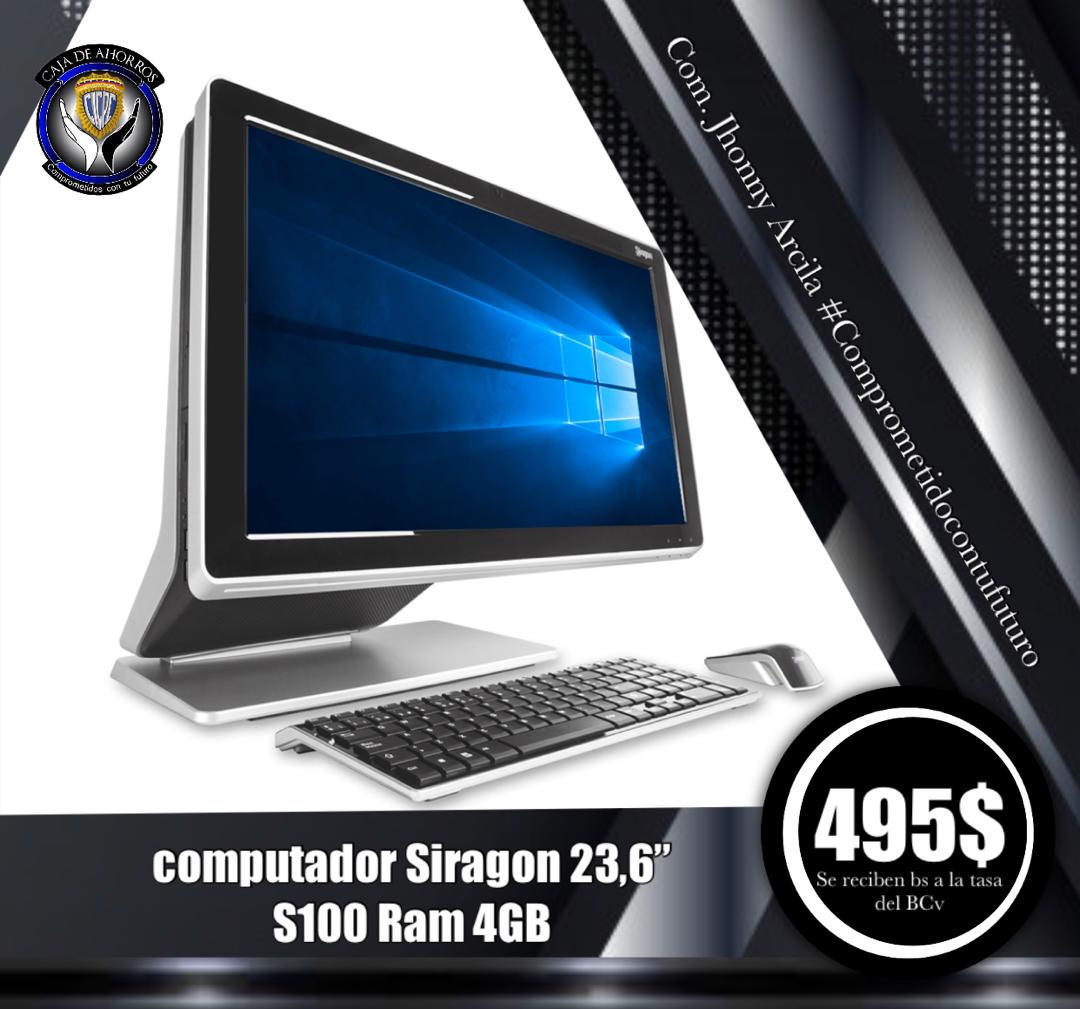 CAJA DE AHORROS
Comprometidos con tu futuro
Siragon
Com. Jhonny Arcila #Comprometidocontufuturo
495$
Se reciben bs a la tasa
del BCv
computador Siragon 23,6”
S100 Ram 4GB